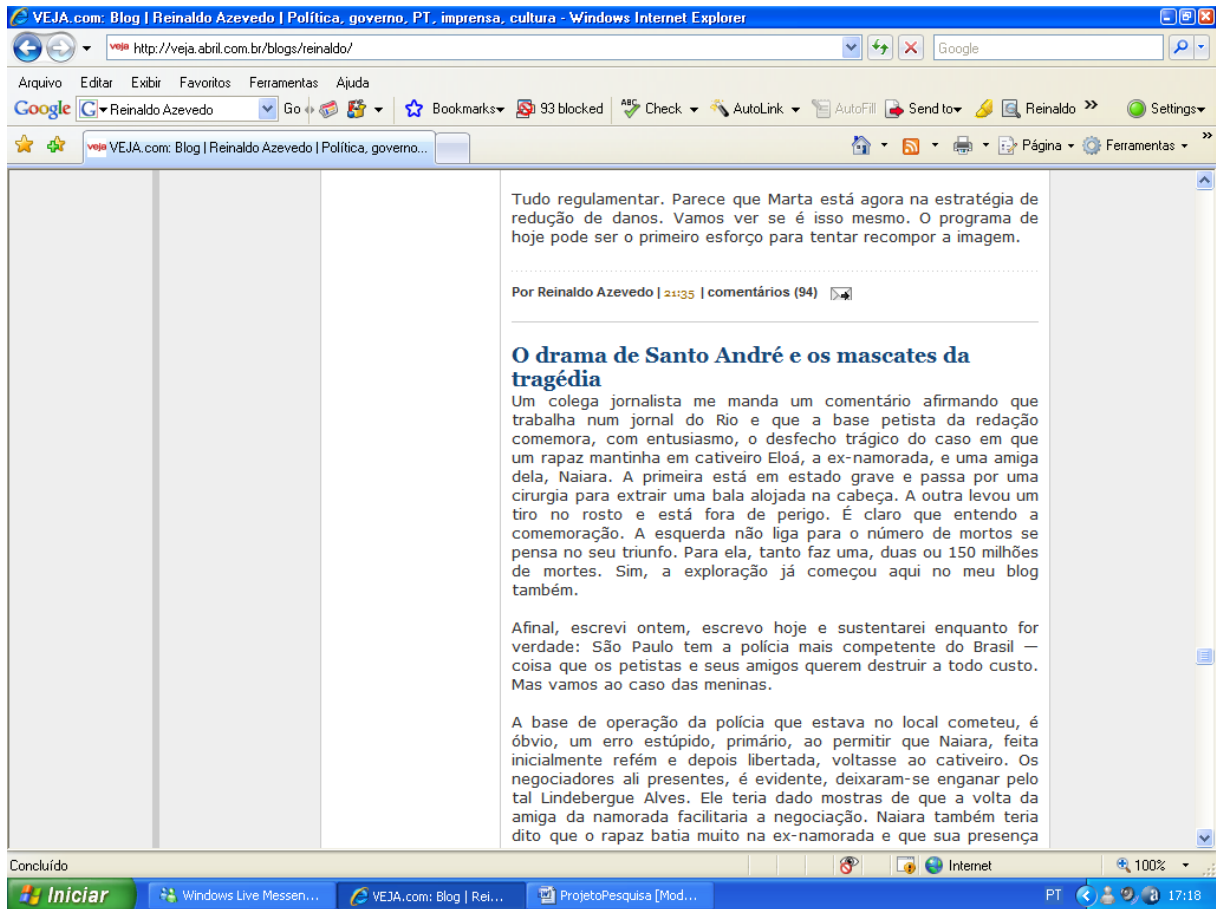 VEJA.com: Blog | Reinaldo Azevedo | Política, governo, PT, imprensa, cultura - Windows Internet Explorer
veja http://veja.abril.com.br/blogs/reinaldo/
Google
Arquivo Editar Exibir Favoritos Ferramentas Ajuda
Google G Reinaldo Azevedo Go Bookmarks 93 blocked ABC Check AutoLink AutoFill Send to Reinaldo Settings
veja VEJA.com: Blog | Reinaldo Azevedo | Política, governo... Página Ferramentas
Tudo regulamentar. Parece que Marta está agora na estratégia de
redução de danos. Vamos ver se é isso mesmo. O programa de
hoje pode ser o primeiro esforço para tentar recompor a imagem.
Por Reinaldo Azevedo | 21:35 | comentários (94)
O drama de Santo André e os mascates da
tragédia
Um colega jornalista me manda um comentário afirmando que
trabalha num jornal do Rio e que a base petista da redação
comemora, com entusiasmo, o desfecho trágico do caso em que
um rapaz mantinha em cativeiro Eloá, a ex-namorada, e uma amiga
dela, Naiara. A primeira está em estado grave e passa por uma
cirurgia para extrair uma bala alojada na cabeça. A outra levou um
tiro no rosto e está fora de perigo. É claro que entendo a
comemoração. A esquerda não liga para o número de mortos se
pensa no seu triunfo. Para ela, tanto faz uma, duas ou 150 milhões
de mortes. Sim, a exploração já começou aqui no meu blog
também.
Afinal, escrevi ontem, escrevo hoje e sustentarei enquanto for
verdade: São Paulo tem a polícia mais competente do Brasil —
coisa que os petistas e seus amigos querem destruir a todo custo.
Mas vamos ao caso das meninas.
A base de operação da polícia que estava no local cometeu, é
óbvio, um erro estúpido, primário, ao permitir que Naiara, feita
inicialmente refém e depois libertada, voltasse ao cativeiro. Os
negociadores ali presentes, é evidente, deixaram-se enganar pelo
tal Lindebergue Alves. Ele teria dado mostras de que a volta da
amiga da namorada facilitaria a negociação. Naiara também teria
dito que o rapaz batia muito na ex-namorada e que sua presença
Concluído Internet 100%
Iniciar Windows Live Messen... VEJA.com: Blog | Rei... ProjetoPesquisa [Mod... PT 17:18